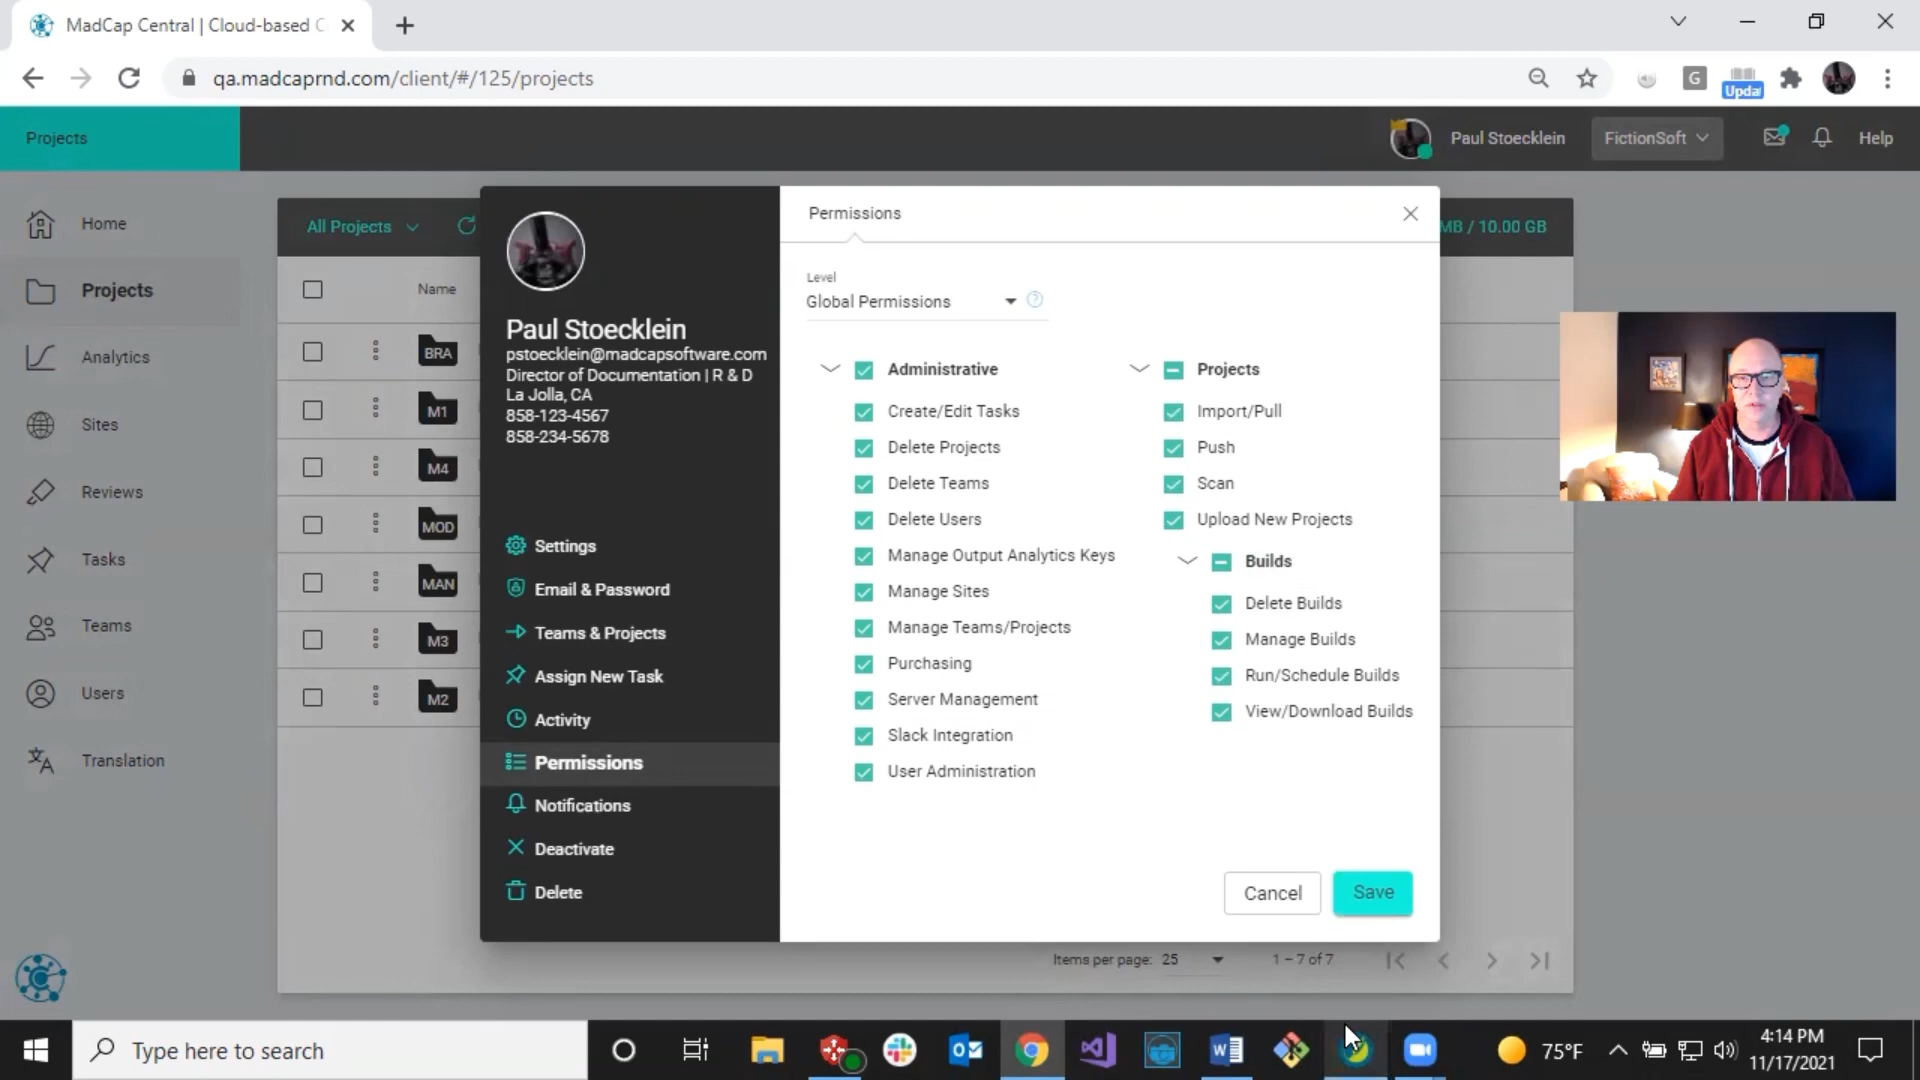 MadCap Central | Cloud-based C
qa.madcaprnd.com/client/#/125/projects
G
Updat
Projects
Paul Stoecklein
FictionSoft
Help
Home
Projects
Analytics
Sites
Reviews
Tasks
Teams
Users
Translation
All Projects
MB / 10.00 GB
Name
BRA
M1
M4
MOD
MAN
M3
M2
Paul Stoecklein
pstoecklein@madcapsoftware.com
Director of Documentation | R & D
La Jolla, CA
858-123-4567
858-234-5678
Settings
Email & Password
Teams & Projects
Assign New Task
Activity
Permissions
Notifications
Deactivate
Delete
Permissions
Level
Global Permissions
?
Administrative
Create/Edit Tasks
Delete Projects
Delete Teams
Delete Users
Manage Output Analytics Keys
Manage Sites
Manage Teams/Projects
Purchasing
Server Management
Slack Integration
User Administration
Projects
Import/Pull
Push
Scan
Upload New Projects
Builds
Delete Builds
Manage Builds
Run/Schedule Builds
View/Download Builds
Cancel
Save
Items per page: 25
1 – 7 of 7
Type here to search
75°F
4:14 PM
11/17/2021